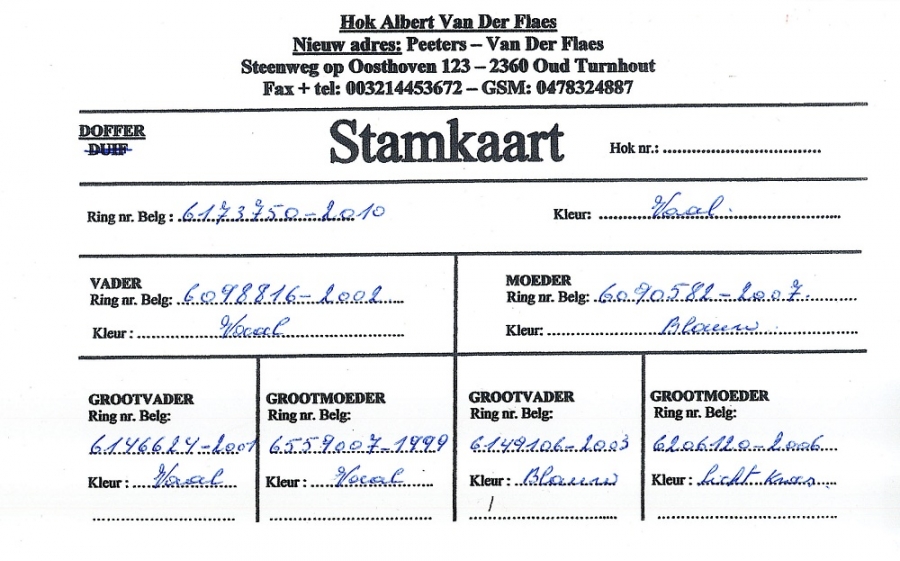 Hok Albert Van Der Flaes
Nieuw adres: Peeters – Van Der Flaes
Steenweg op Oosthoven 123 – 2360 Oud Turnhout
Fax + tel: 003214453672 – GSM: 0478324887
DOFFER
DUIF
Stamkaart
Hok nr.:
Ring nr. Belg : 6173750-2010
Kleur: Vaal.
VADER
Ring nr. Belg: 6098816-2002
Kleur : Vaal
MOEDER
Ring nr. Belg: 6090582-2007
Kleur: Blauw
GROOTVADER
Ring nr. Belg:
6146624-2001
Kleur : Vaal
GROOTMOEDER
Ring nr. Belg:
6559007-1999
Kleur : Vaal
GROOTVADER
Ring nr. Belg:
6149106-2003
Kleur : Blauw
GROOTMOEDER
Ring nr. Belg:
6206120-2006
Kleur : Licht Kras.